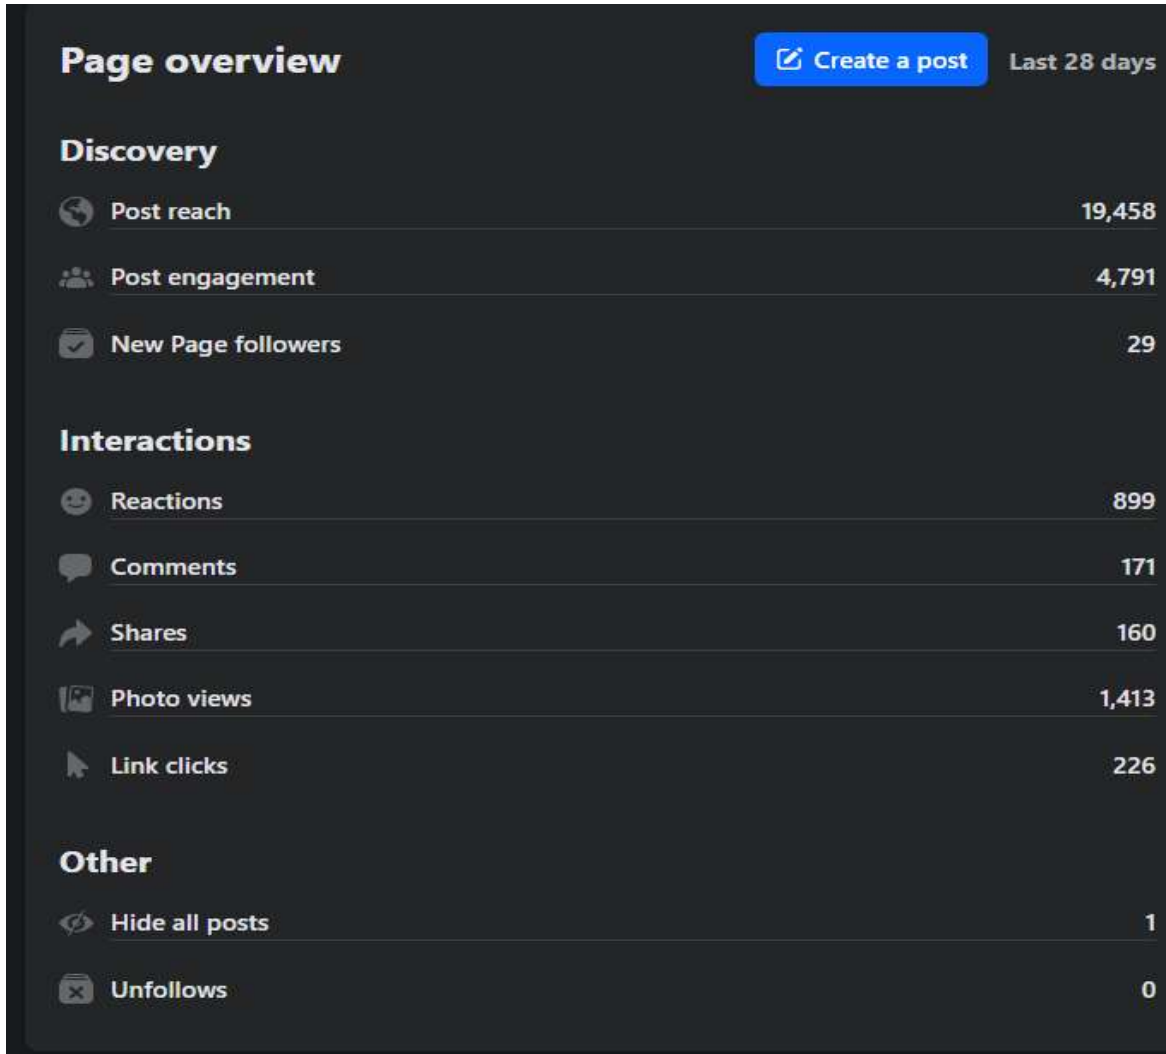 Page overview
Create a post
Last 28 days
Discovery
Post reach 19,458
Post engagement 4,791
New Page followers 29
Interactions
Reactions 899
Comments 171
Shares 160
Photo views 1,413
Link clicks 226
Other
Hide all posts 1
Unfollows 0